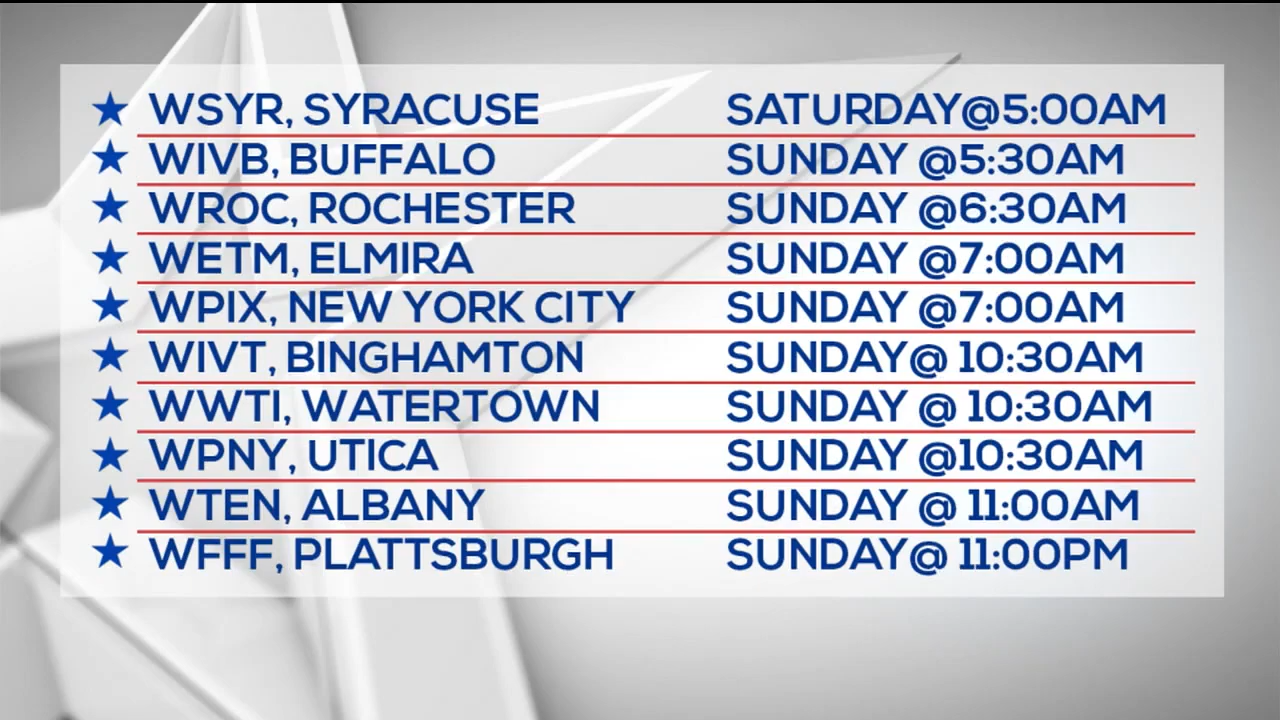 ★ WSYR, SYRACUSE SATURDAY@5:00AM
★ WIVB, BUFFALO SUNDAY @5:30AM
★ WROC, ROCHESTER SUNDAY @6:30AM
★ WETM, ELMIRA SUNDAY @7:00AM
★ WPIX, NEW YORK CITY SUNDAY @7:00AM
★ WIVT, BINGHAMTON SUNDAY@ 10:30AM
★ WWTI, WATERTOWN SUNDAY @ 10:30AM
★ WPNY, UTICA SUNDAY @10:30AM
★ WTEN, ALBANY SUNDAY @ 11:00AM
★ WFFF, PLATTSBURGH SUNDAY@ 11:00PM